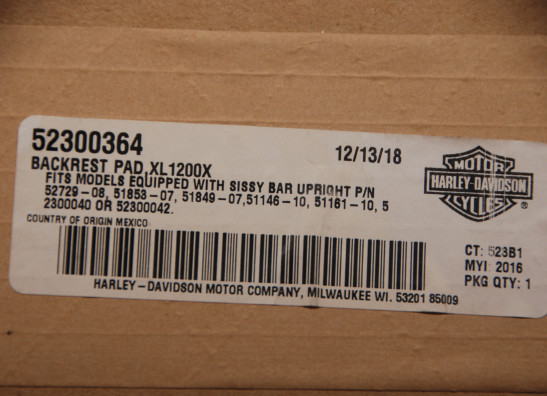 52300364 12/13/18
BACKREST PAD,XL1200X
FITS MODELS EQUIPPED WITH SISSY BAR UPRIGHT P/N
52729-08, 51853-07, 51849-07,51146-10, 51161-10, 5
2300040 OR 52300042.
COUNTRY OF ORIGIN MEXICO
MOTOR
HARLEY-DAVIDSON
CYCLES
®
CT: 523B1
MYI: 2016
PKG QTY: 1
HARLEY-DAVIDSON MOTOR COMPANY, MILWAUKEE WI. 53201 85009